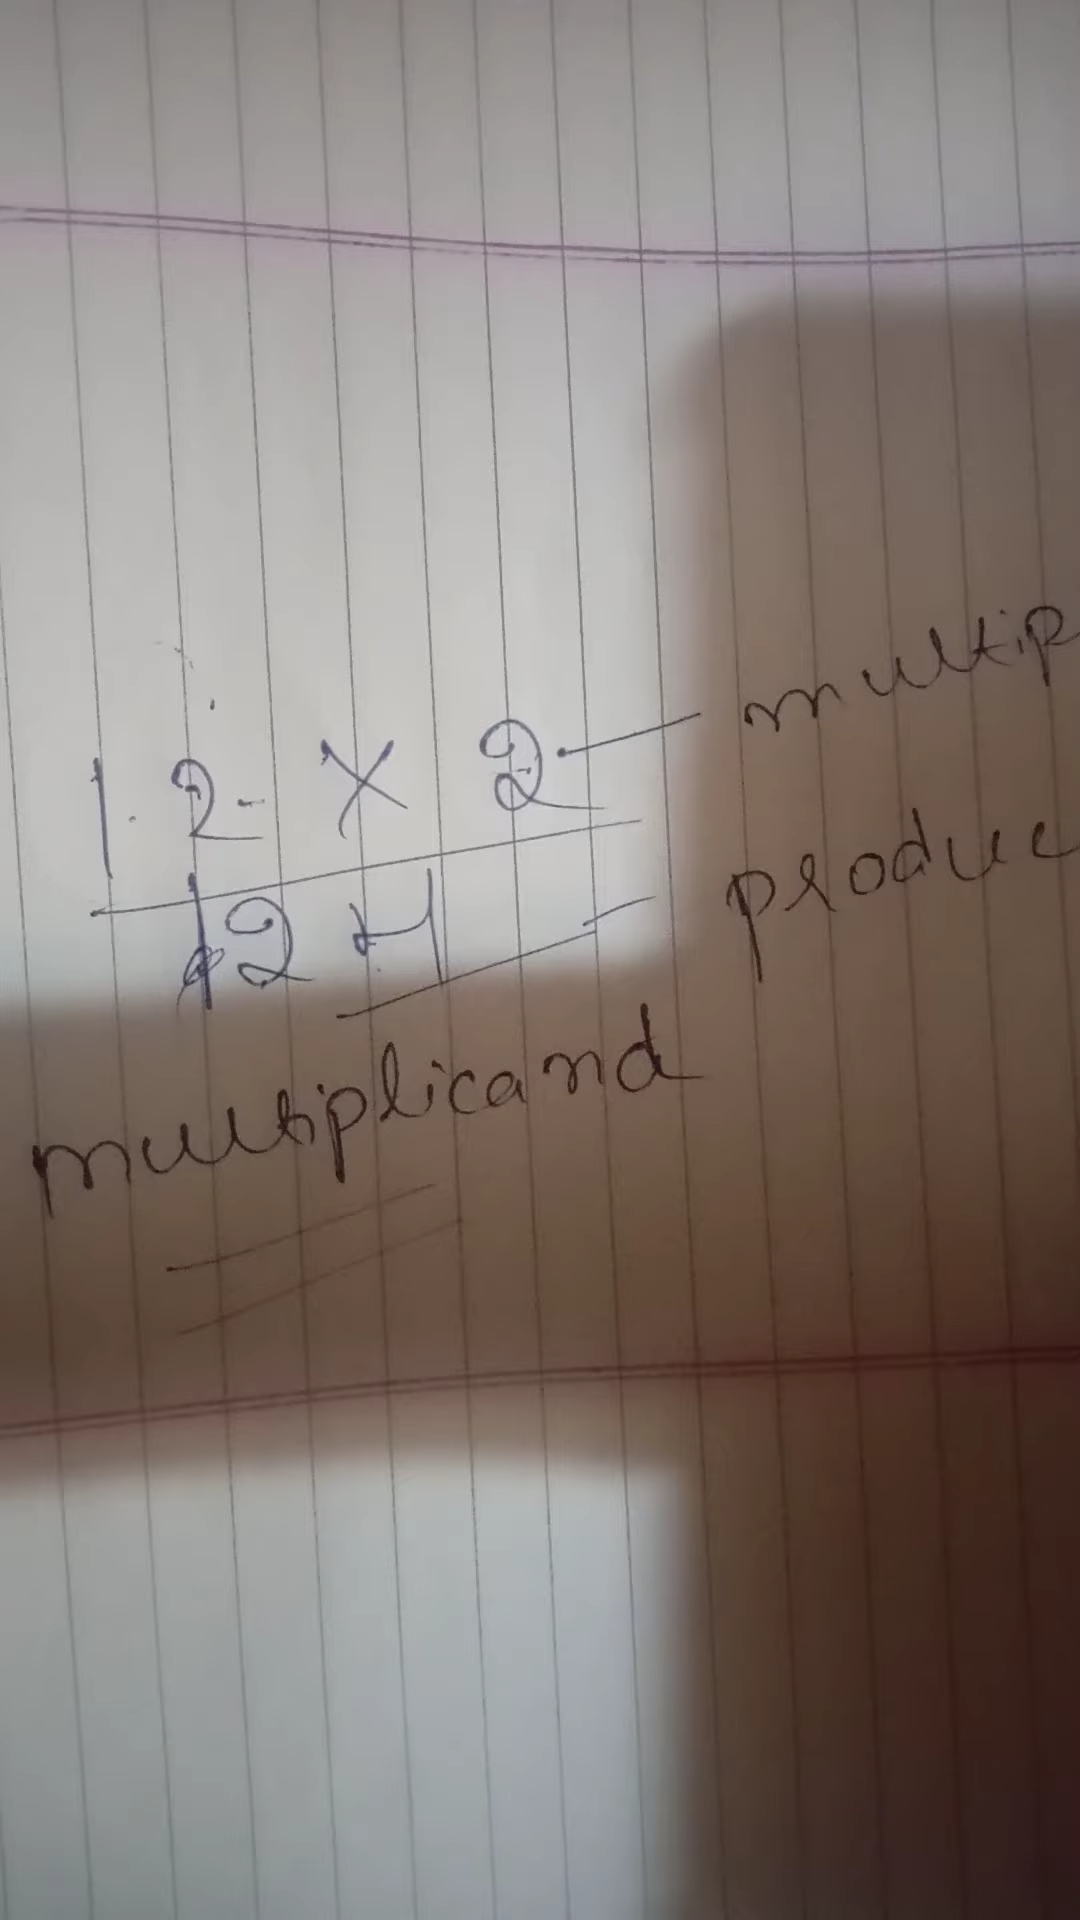 12 × 2 — multip
24 — produc
multiplicand